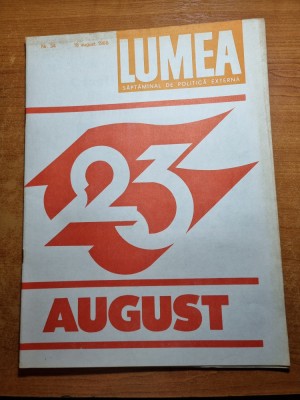 LUMEA
SĂPTĂMÎNAL DE POLITICĂ EXTERNĂ
23
AUGUST